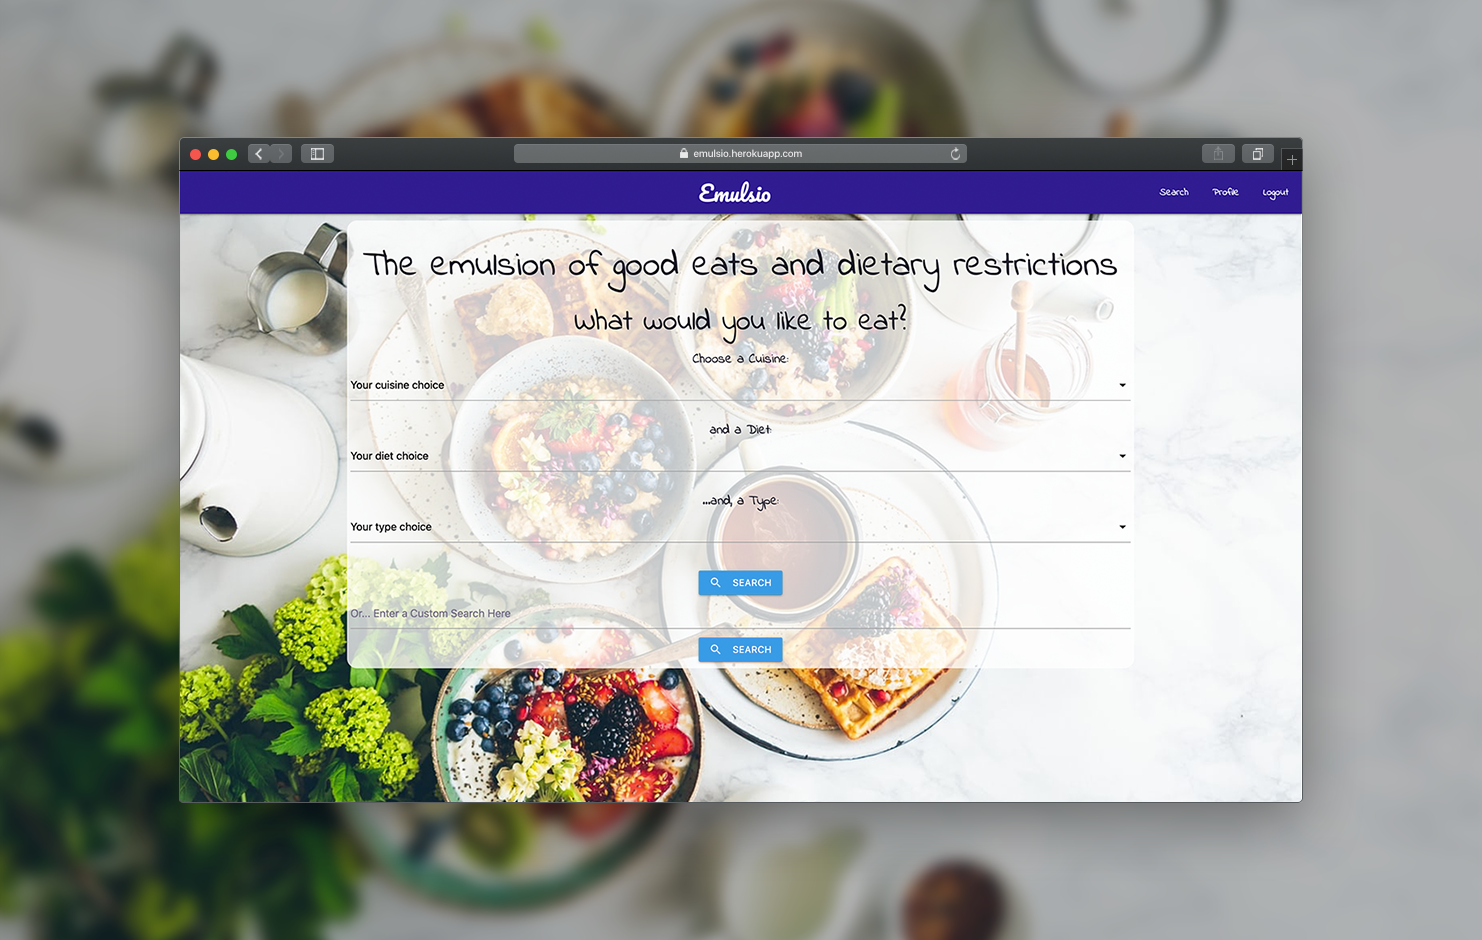 emulsio.herokuapp.com
Emulsio
Search Profile Logout
The emulsion of good eats and dietary restrictions
What would you like to eat?
Choose a Cuisine:
Your cuisine choice
and a Diet:
Your diet choice
...and, a Type:
Your type choice
SEARCH
Or... Enter a Custom Search Here
SEARCH